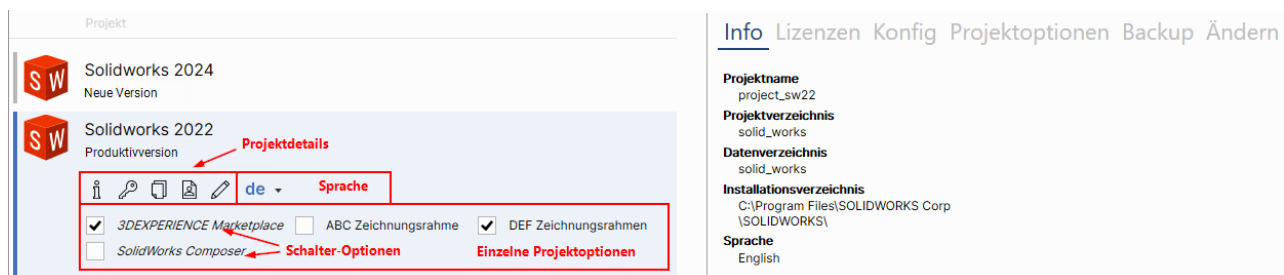 Projekt
SW
Solidworks 2024
Neue Version
SW
Solidworks 2022
Produktivversion
Projektdetails
de
Sprache
3DEXPERIENCE Marketplace
ABC Zeichnungsrahme
DEF Zeichnungsrahmen
SolidWorks Composer
Schalter-Optionen
Einzelne Projektoptionen
Info Lizenzen Konfig Projektoptionen Backup Ändern
Projektname
project_sw22
Projektverzeichnis
solid_works
Datenverzeichnis
solid_works
Installationsverzeichnis
C:\Program Files\SOLIDWORKS Corp
\SOLIDWORKS\
Sprache
English